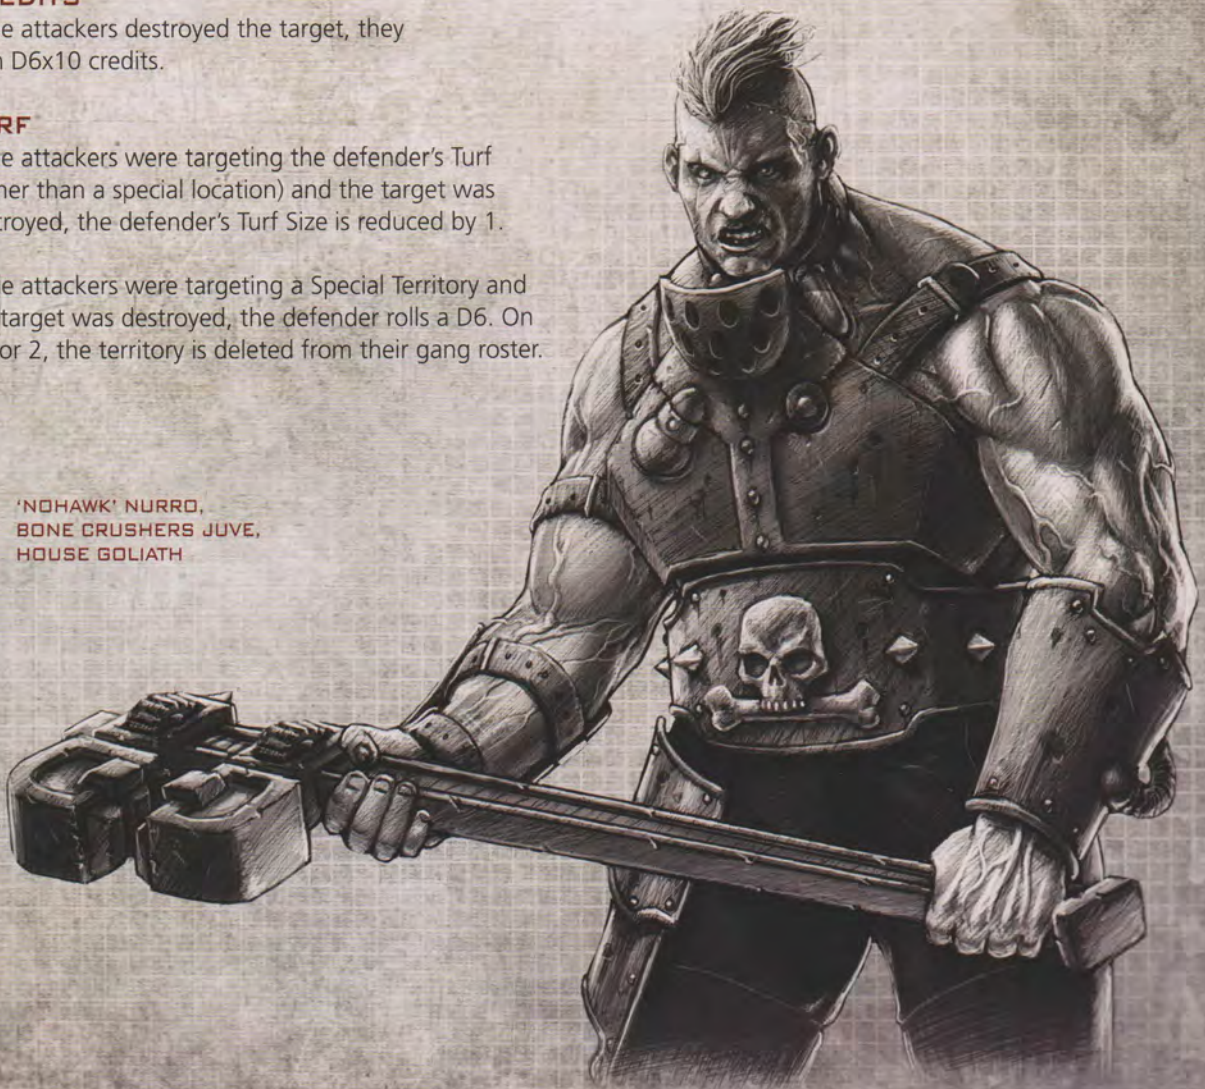 EDITS
e attackers destroyed the target, they
n D6x10 credits.
RF
re attackers were targeting the defender's Turf
her than a special location) and the target was
troyed, the defender's Turf Size is reduced by 1.
e attackers were targeting a Special Territory and
target was destroyed, the defender rolls a D6. On
or 2, the territory is deleted from their gang roster.
'NOHAWK' NURRO,
BONE CRUSHERS JUVE,
HOUSE GOLIATH